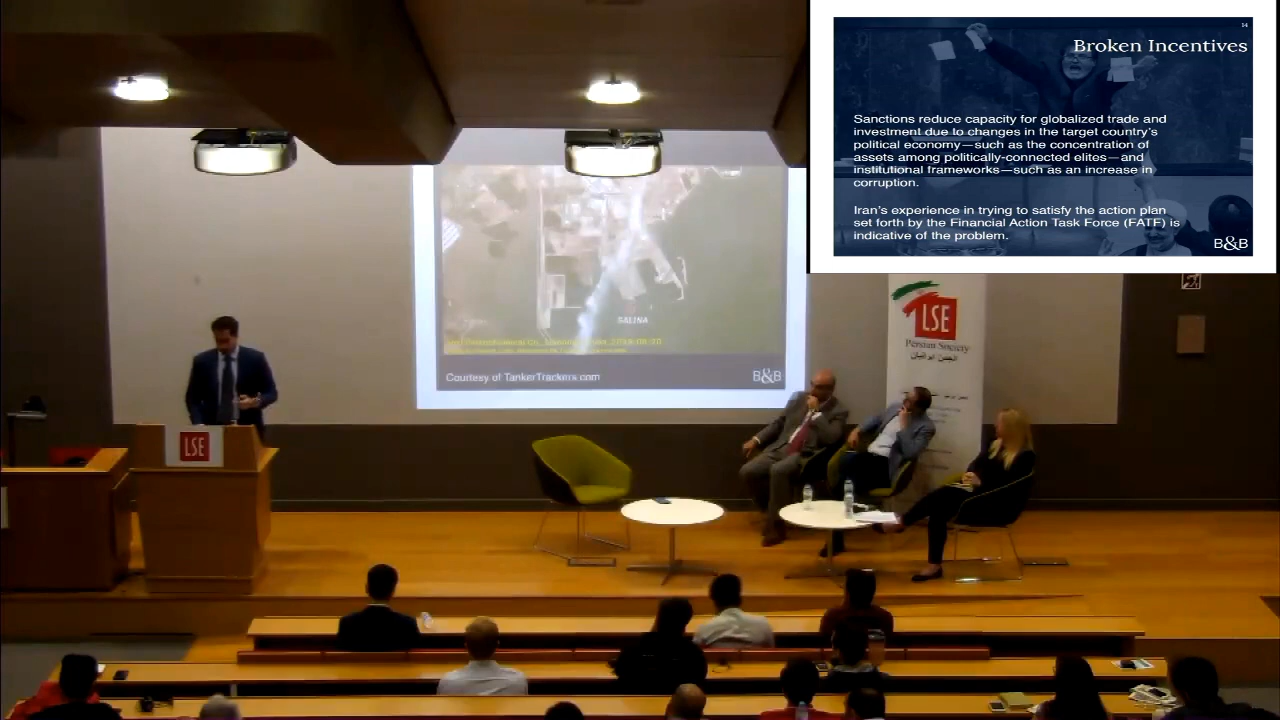 14
Broken Incentives
Sanctions reduce capacity for globalized trade and
investment due to changes in the target country's
political economy—such as the concentration of
assets among politically-connected elites—and
institutional frameworks—such as an increase in
corruption.
Iran's experience in trying to satisfy the action plan
set forth by the Financial Action Task Force (FATF) is
indicative of the problem.
B&B
SALINA
Courtesy of TankerTrackers.com
B&B
LSE
Persian Society
انجمن ایرانیان
LSE